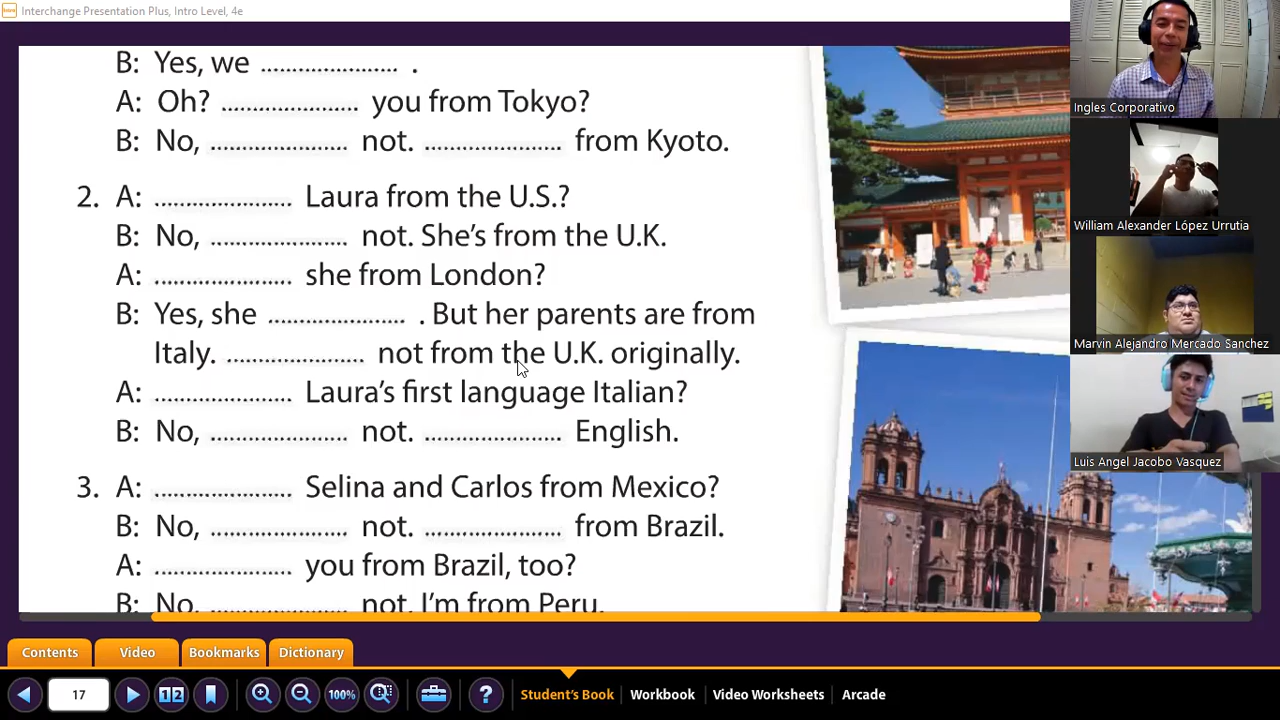 Interchange Presentation Plus, Intro Level, 4e
B: Yes, we ...................... .
A: Oh? ...................... you from Tokyo?
B: No, ...................... not. ...................... from Kyoto.
2. A: ...................... Laura from the U.S.?
B: No, ...................... not. She's from the U.K.
A: ...................... she from London?
B: Yes, she ...................... . But her parents are from
Italy. ...................... not from the U.K. originally.
A: ...................... Laura's first language Italian?
B: No, ...................... not. ...................... English.
3. A: ...................... Selina and Carlos from Mexico?
B: No, ...................... not. ...................... from Brazil.
A: ...................... you from Brazil, too?
B: No, ...................... not. I'm from Peru.
Ingles Corporativo
William Alexander López Urrutia
Marvin Alejandro Mercado Sanchez
Luis Angel Jacobo Vasquez
Contents Video Bookmarks Dictionary
17 1 2 100% ? Student's Book Workbook Video Worksheets Arcade